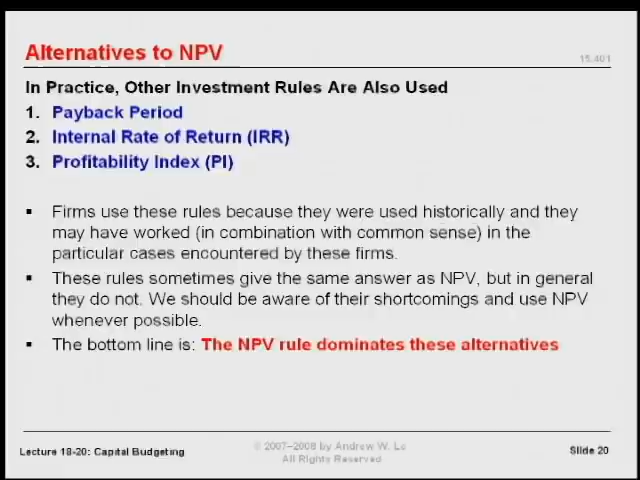 Alternatives to NPV
15.401
In Practice, Other Investment Rules Are Also Used
1. Payback Period
2. Internal Rate of Return (IRR)
3. Profitability Index (PI)
▪ Firms use these rules because they were used historically and they
may have worked (in combination with common sense) in the
particular cases encountered by these firms.
▪ These rules sometimes give the same answer as NPV, but in general
they do not. We should be aware of their shortcomings and use NPV
whenever possible.
▪ The bottom line is: The NPV rule dominates these alternatives
Lecture 18-20: Capital Budgeting
© 2007–2008 by Andrew W. Lo
All Rights Reserved
Slide 20